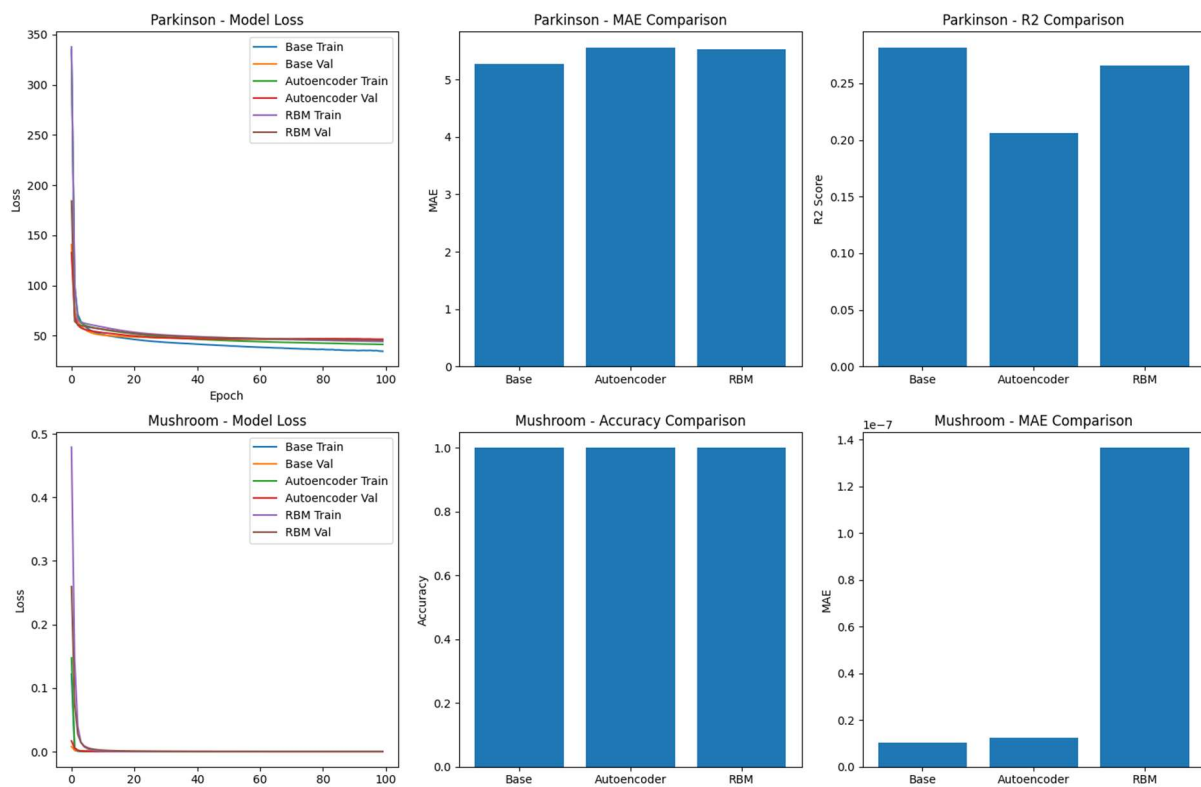 Parkinson - Model Loss
350
300
250
200
150
100
50
Loss
0 20 40 60 80 100
Epoch
Base Train
Base Val
Autoencoder Train
Autoencoder Val
RBM Train
RBM Val
Parkinson - MAE Comparison
5
4
3
2
1
0
MAE
Base Autoencoder RBM
Parkinson - R2 Comparison
0.25
0.20
0.15
0.10
0.05
0.00
R2 Score
Base Autoencoder RBM
Mushroom - Model Loss
0.5
0.4
0.3
0.2
0.1
0.0
Loss
0 20 40 60 80 100
Base Train
Base Val
Autoencoder Train
Autoencoder Val
RBM Train
RBM Val
Mushroom - Accuracy Comparison
1.0
0.8
0.6
0.4
0.2
0.0
Accuracy
Base Autoencoder RBM
Mushroom - MAE Comparison
1e-7
1.4
1.2
1.0
0.8
0.6
0.4
0.2
0.0
MAE
Base Autoencoder RBM